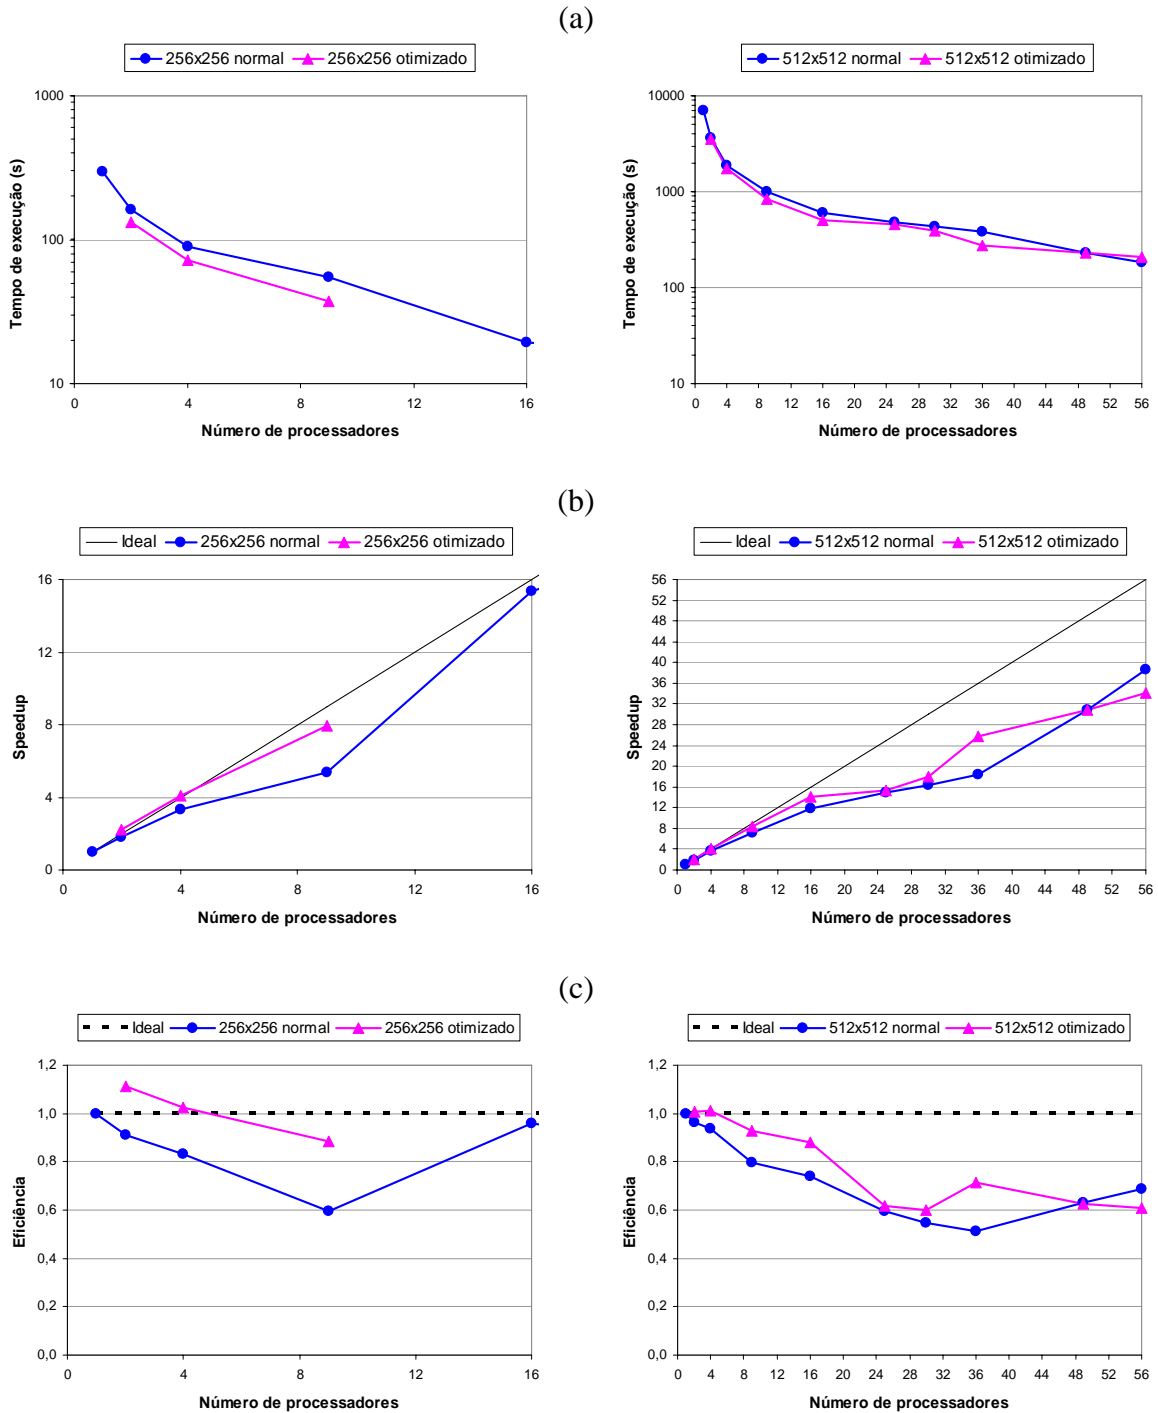 (a)
256x256 normal 256x256 otimizado
1000
100
10
Tempo de execução (s)
0 4 8 12 16
Número de processadores
512x512 normal 512x512 otimizado
10000
1000
100
10
Tempo de execução (s)
0 4 8 12 16 20 24 28 32 36 40 44 48 52 56
Número de processadores
(b)
Ideal 256x256 normal 256x256 otimizado
16
12
8
4
0
Speedup
0 4 8 12 16
Número de processadores
Ideal 512x512 normal 512x512 otimizado
56
52
48
44
40
36
32
28
24
20
16
12
8
4
0
Speedup
0 4 8 12 16 20 24 28 32 36 40 44 48 52 56
Número de processadores
(c)
Ideal 256x256 normal 256x256 otimizado
1,2
1,0
0,8
0,6
0,4
0,2
0,0
Eficiência
0 4 8 12 16
Número de processadores
Ideal 512x512 normal 512x512 otimizado
1,2
1,0
0,8
0,6
0,4
0,2
0,0
Eficiência
0 4 8 12 16 20 24 28 32 36 40 44 48 52 56
Número de processadores